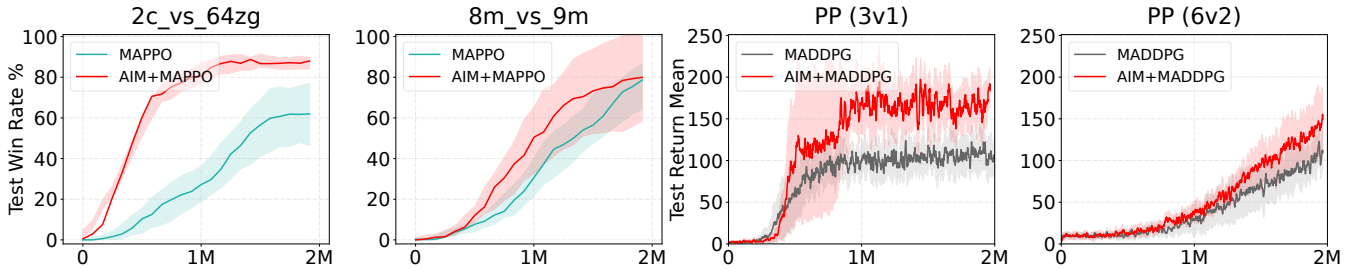 2c_vs_64zg
Test Win Rate %
100
80
60
40
20
0
MAPPO
AIM+MAPPO
0
1M
2M
8m_vs_9m
100
80
60
40
20
0
MAPPO
AIM+MAPPO
0
1M
2M
PP (3v1)
Test Return Mean
250
200
150
100
50
0
MADDPG
AIM+MADDPG
0
1M
2M
PP (6v2)
250
200
150
100
50
0
MADDPG
AIM+MADDPG
0
1M
2M